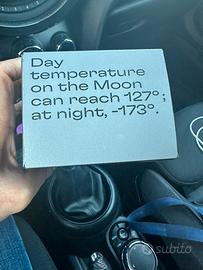 Day
temperature
on the Moon
can reach 127°;
at night, -173°.
subito